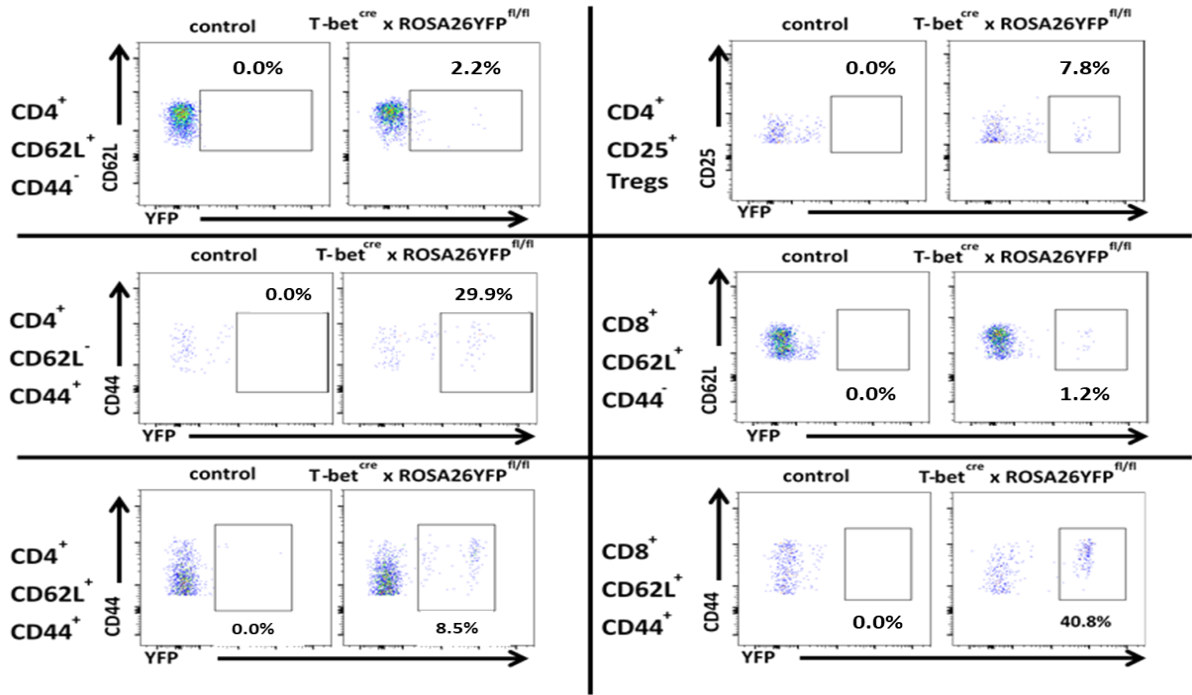 control T-bet^cre x ROSA26YFP^fl/fl
0.0% 2.2%
CD4⁺
CD62L⁺
CD44⁻
CD62L
YFP
control T-bet^cre x ROSA26YFP^fl/fl
0.0% 7.8%
CD4⁺
CD25⁺
Tregs
CD25
YFP
control T-bet^cre x ROSA26YFP^fl/fl
0.0% 29.9%
CD4⁺
CD62L⁻
CD44⁺
CD44
YFP
control T-bet^cre x ROSA26YFP^fl/fl
CD8⁺
CD62L⁺
CD44⁻
CD62L
0.0% 1.2%
YFP
control T-bet^cre x ROSA26YFP^fl/fl
CD4⁺
CD62L⁺
CD44⁺
CD44
0.0% 8.5%
YFP
control T-bet^cre x ROSA26YFP^fl/fl
CD8⁺
CD62L⁺
CD44⁺
CD44
0.0% 40.8%
YFP